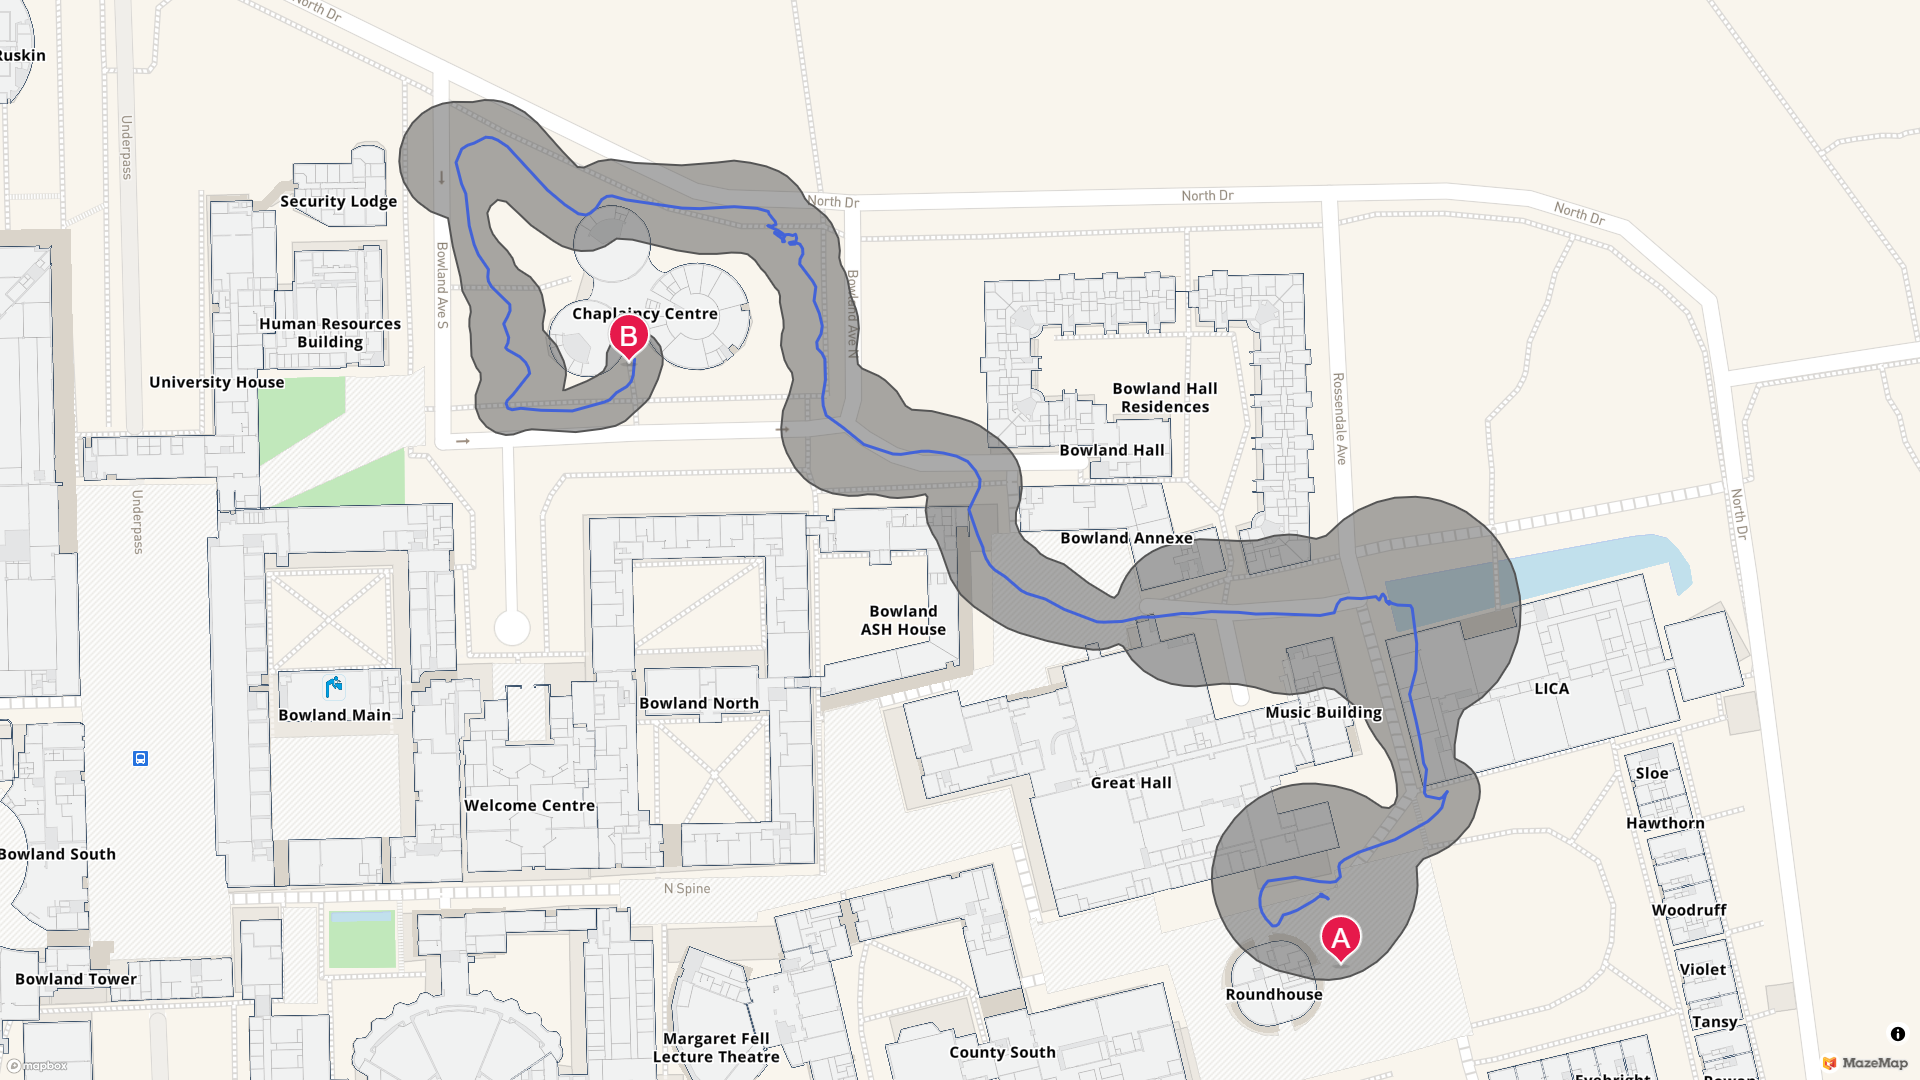 North Dr
Ruskin
Underpass
Security Lodge
North Dr
North Dr
North Dr
Bowland Ave S
Bowland Ave N
Chaplaincy Centre
B
Human Resources
Building
University House
Bowland Hall
Residences
Rossendale Ave
Bowland Hall
Underpass
North Dr
Bowland Annexe
Bowland
ASH House
LICA
Bowland North
Music Building
Bowland Main
Sloe
Great Hall
Welcome Centre
Hawthorn
Bowland South
N Spine
Woodruff
A
Violet
Bowland Tower
Roundhouse
Tansy
Margaret Fell
Lecture Theatre
County South
mapbox
MazeMap
Eyebright
Rowan